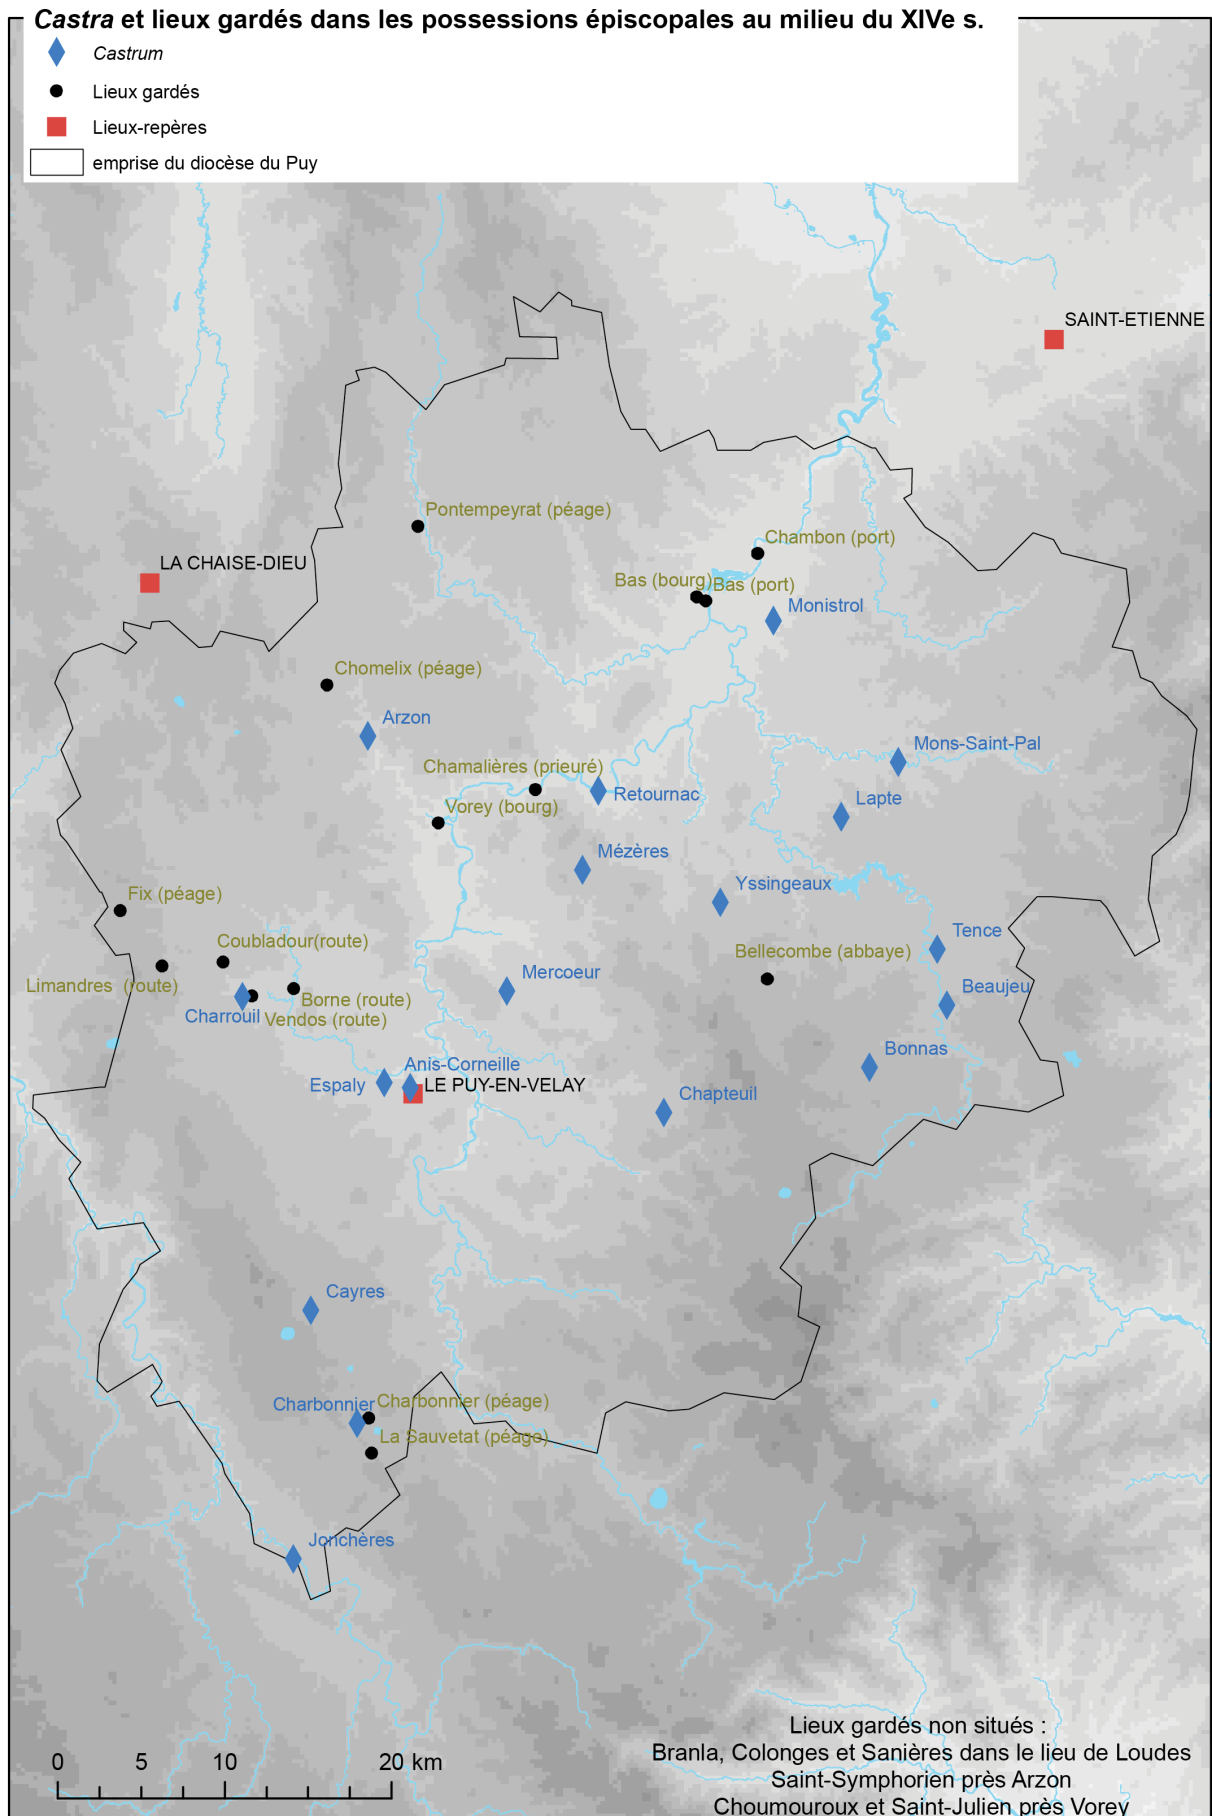 Castra et lieux gardés dans les possessions épiscopales au milieu du XIVe s.
Castrum
Lieux gardés
Lieux-repères
emprise du diocèse du Puy
SAINT-ETIENNE
Pontempeyrat (péage)
Chambon (port)
LA CHAISE-DIEU
Bas (bourg)
Bas (port)
Monistrol
Chomelix (péage)
Arzon
Mons-Saint-Pal
Chamalières (prieuré)
Retournac
Lapte
Vorey (bourg)
Mézères
Yssingeaux
Fix (péage)
Tence
Coubladour(route)
Bellecombe (abbaye)
Mercoeur
Limandres (route)
Beaujeu
Borne (route)
Charrouil
Vendos (route)
Bonnas
Anis-Corneille
Espaly
LE PUY-EN-VELAY
Chapteuil
Cayres
Charbonnier
Charbonnier (péage)
La Sauvetat (péage)
Jonchères
Lieux gardés non situés :
Branla, Colonges et Sanières dans le lieu de Loudes
Saint-Symphorien près Arzon
Choumouroux et Saint-Julien près Vorey
0 5 10 20 km